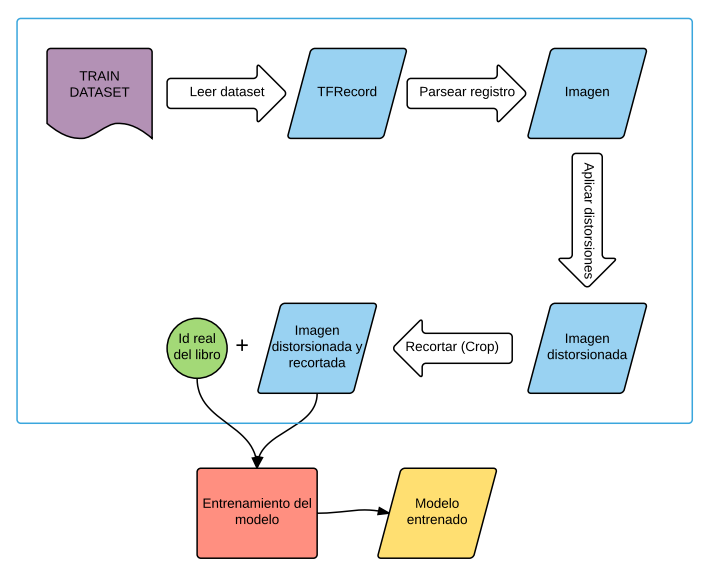 TRAIN
DATASET
Leer dataset
TFRecord
Parsear registro
Imagen
Aplicar distorsiones
Id real
del libro
+
Imagen
distorsionada y
recortada
Recortar (Crop)
Imagen
distorsionada
Entrenamiento del
modelo
Modelo
entrenado